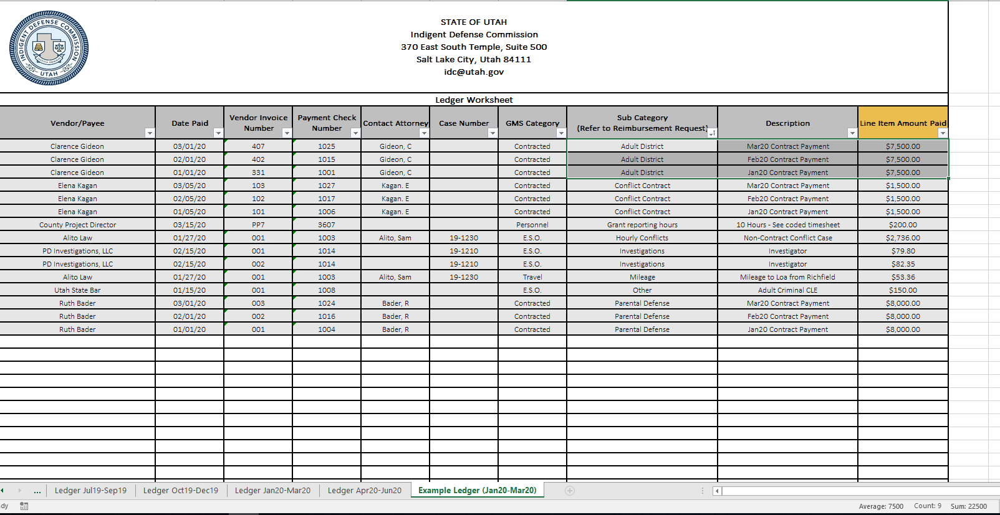 INDIGENT DEFENSE COMMISSION
UTAH
STATE OF UTAH
Indigent Defense Commission
370 East South Temple, Suite 500
Salt Lake City, Utah 84111
idc@utah.gov
Ledger Worksheet
Vendor/Payee Date Paid Vendor Invoice Number Payment Check Number Contact Attorney Case Number GMS Category Sub Category (Refer to Reimbursement Request) Description Line Item Amount Paid
Clarence Gideon 03/01/20 407 1025 Gideon, C Contracted Adult District Mar20 Contract Payment $7,500.00
Clarence Gideon 02/01/20 402 1015 Gideon, C Contracted Adult District Feb20 Contract Payment $7,500.00
Clarence Gideon 01/01/20 331 1001 Gideon, C Contracted Adult District Jan20 Contract Payment $7,500.00
Elena Kagan 03/05/20 103 1027 Kagan. E Contracted Conflict Contract Mar20 Contract Payment $1,500.00
Elena Kagan 02/05/20 102 1017 Kagan. E Contracted Conflict Contract Feb20 Contract Payment $1,500.00
Elena Kagan 01/05/20 101 1006 Kagan. E Contracted Conflict Contract Jan20 Contract Payment $1,500.00
County Project Director 03/15/20 PP7 3607 Personnel Grant reporting hours 10 Hours - See coded timesheet $200.00
Alito Law 01/27/20 001 1003 Alito, Sam 19-1230 E.S.O. Hourly Conflicts Non-Contract Conflict Case $2,736.00
PD Investigations, LLC 02/15/20 001 1014 19-1210 E.S.O. Investigations Investigator $79.80
PD Investigations, LLC 02/15/20 002 1014 19-1210 E.S.O. Investigations Investigator $82.35
Alito Law 01/27/20 001 1003 Alito, Sam 19-1230 Travel Mileage Mileage to Loa from Richfield $53.36
Utah State Bar 01/15/20 001 1008 E.S.O. Other Adult Criminal CLE $150.00
Ruth Bader 03/01/20 003 1024 Bader, R Contracted Parental Defense Mar20 Contract Payment $8,000.00
Ruth Bader 02/01/20 002 1016 Bader, R Contracted Parental Defense Feb20 Contract Payment $8,000.00
Ruth Bader 01/01/20 001 1004 Bader, R Contracted Parental Defense Jan20 Contract Payment $8,000.00
... Ledger Jul19-Sep19 Ledger Oct19-Dec19 Ledger Jan20-Mar20 Ledger Apr20-Jun20 Example Ledger (Jan20-Mar20)
dy Average: 7500 Count: 9 Sum: 22500